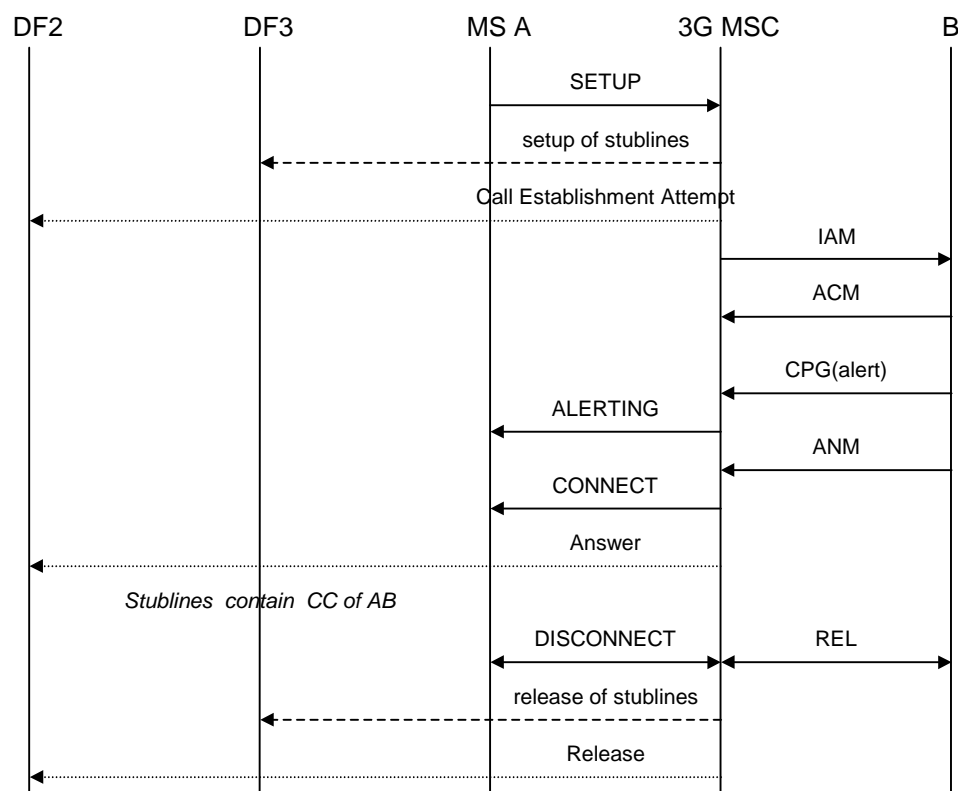 DF2 DF3 MS A 3G MSC B
SETUP
setup of stublines
Call Establishment Attempt
IAM
ACM
CPG(alert)
ALERTING
ANM
CONNECT
Answer
Stublines contain CC of AB
DISCONNECT REL
release of stublines
Release